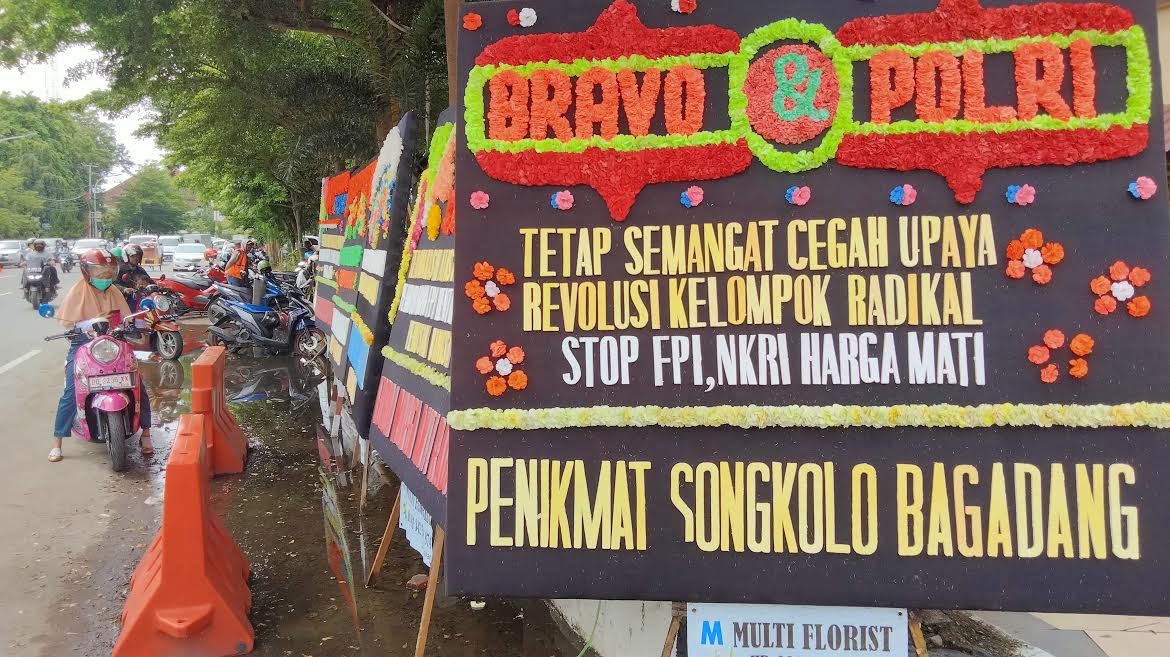 BRAVO & POLRI
TETAP SEMANGAT CEGAH UPAYA
REVOLUSI KELOMPOK RADIKAL
STOP FPI,NKRI HARGA MATI
PENIKMAT SONGKOLO BAGADANG
M MULTI FLORIST